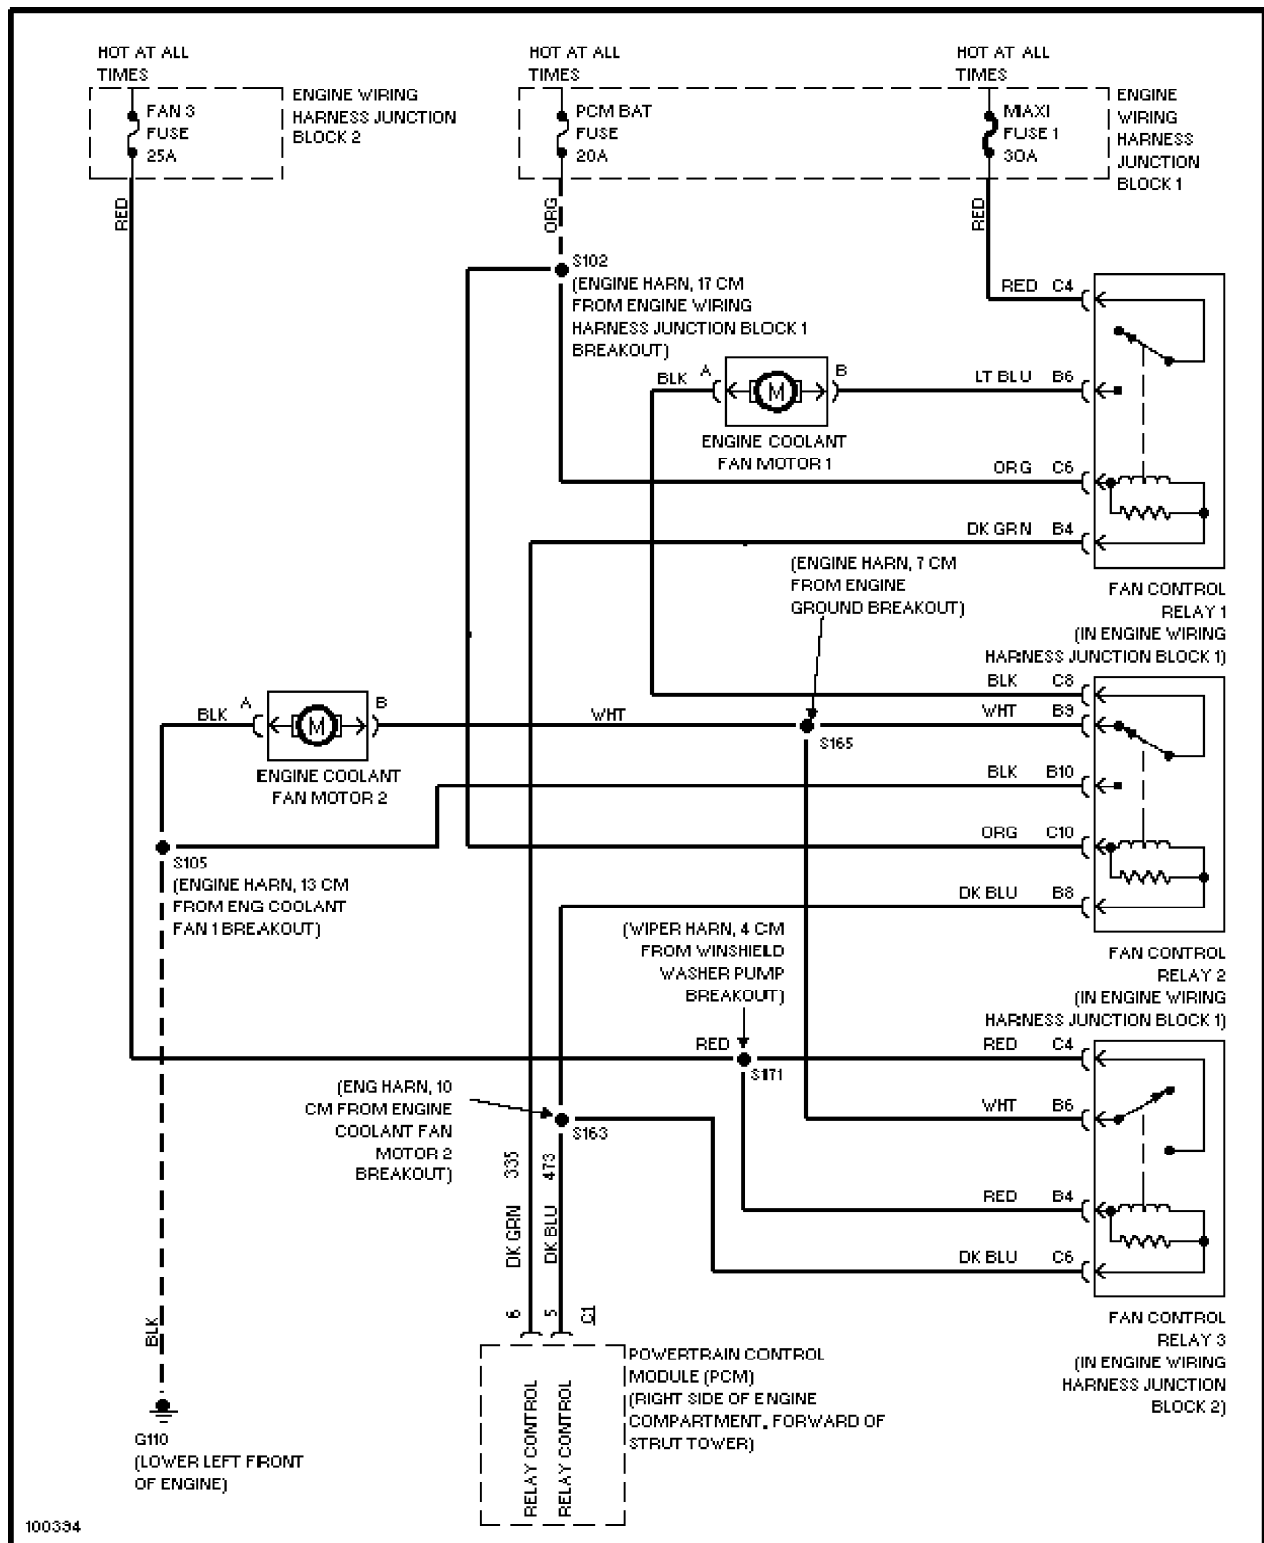 HOT AT ALL
TIMES
FAN 3
FUSE
25A
ENGINE WIRING
HARNESS JUNCTION
BLOCK 2
HOT AT ALL
TIMES
PCM BAT
FUSE
20A
HOT AT ALL
TIMES
MIAXI
FUSE 1
30A
ENGINE
WIRING
HARNESS
JUNCTION
BLOCK 1
RED
ORG
RED
S102
(ENGINE HARN, 17 CM
FROM ENGINE WIRING
HARNESS JUNCTION BLOCK 1
BREAKOUT)
RED C4
BLK A
B
M
LT BLU B6
ENGINE COOLANT
FAN MOTOR 1
ORG C6
DK GRN B4
(ENGINE HARN, 7 CM
FROM ENGINE
GROUND BREAKOUT)
FAN CONTROL
RELAY 1
(IN ENGINE WIRING
HARNESS JUNCTION BLOCK 1)
BLK C8
BLK A
M
B
WHT
S165
WHT B9
ENGINE COOLANT
FAN MOTOR 2
BLK B10
ORG C10
S105
(ENGINE HARN, 13 CM
FROM ENG COOLANT
FAN 1 BREAKOUT)
DK BLU B8
(WIPER HARN, 4 CM
FROM WINSHIELD
WASHER PUMP
BREAKOUT)
FAN CONTROL
RELAY 2
(IN ENGINE WIRING
HARNESS JUNCTION BLOCK 1)
RED
S171
RED C4
(ENG HARN, 10
CM FROM ENGINE
COOLANT FAN
MOTOR 2
BREAKOUT)
S163
WHT B6
335
473
RED B4
DK GRN
DK BLU
DK BLU C6
6
5
C1
FAN CONTROL
RELAY 3
(IN ENGINE WIRING
HARNESS JUNCTION
BLOCK 2)
BLK
RELAY CONTROL
RELAY CONTROL
POWERTRAIN CONTROL
MODULE (PCM)
(RIGHT SIDE OF ENGINE
COMPARTMENT, FORWARD OF
STRUT TOWER)
G110
(LOWER LEFT FRONT
OF ENGINE)
100394